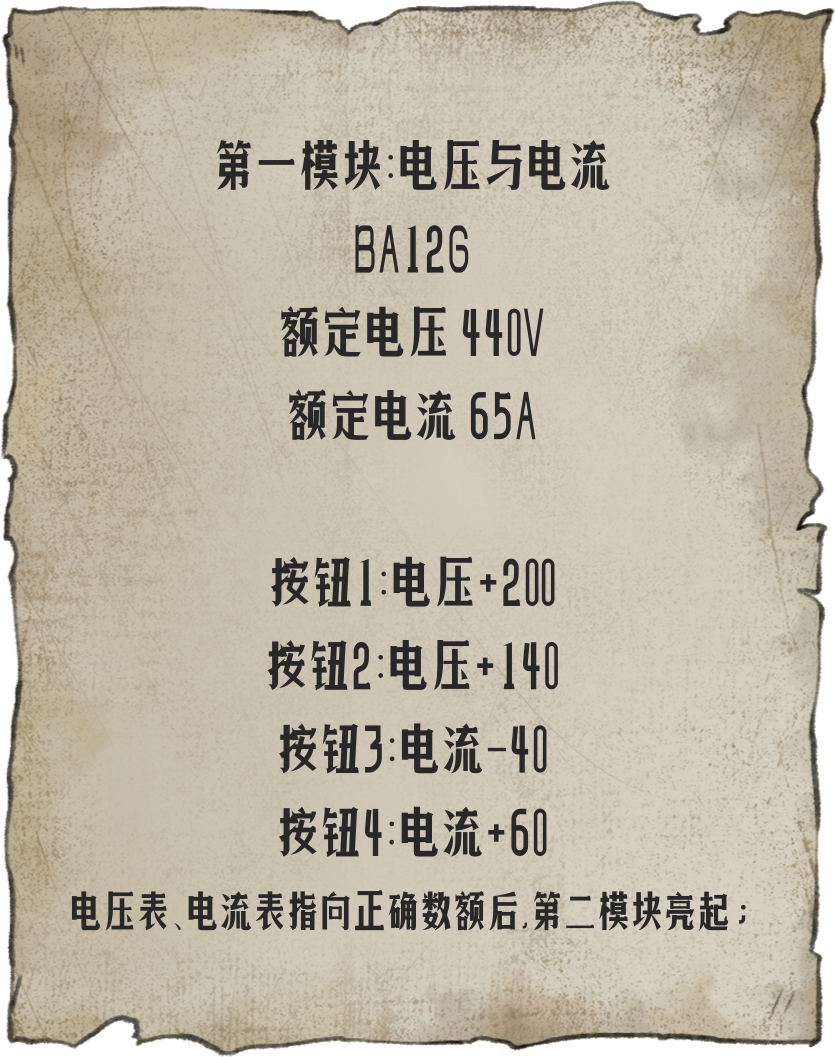 第一模块:电压与电流
BA12G
额定电压 440V
额定电流 65A
按钮1:电压+200
按钮2:电压+140
按钮3:电流-40
按钮4:电流+60
电压表、电流表指向正确数额后,第二模块亮起;